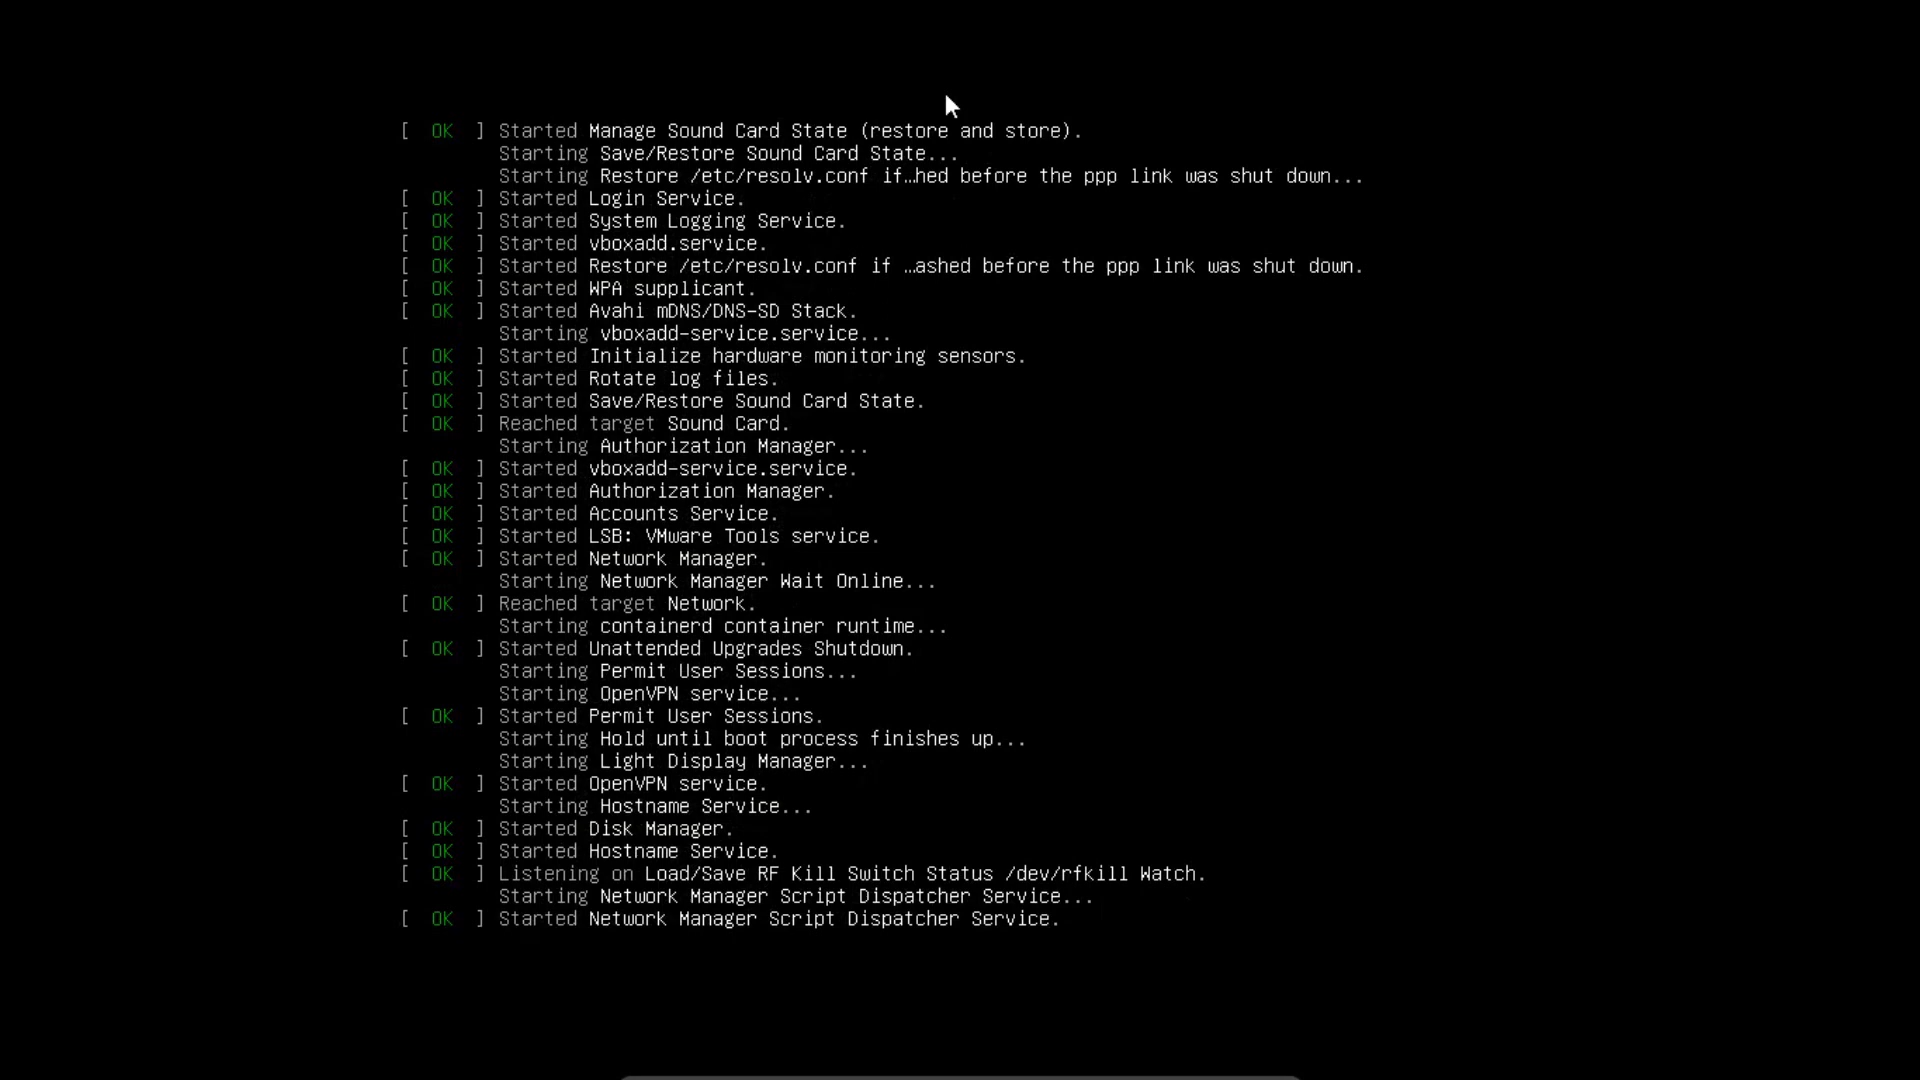 [  OK  ] Started Manage Sound Card State (restore and store).
Starting Save/Restore Sound Card State...
Starting Restore /etc/resolv.conf if…hed before the ppp link was shut down...
[  OK  ] Started Login Service.
[  OK  ] Started System Logging Service.
[  OK  ] Started vboxadd.service.
[  OK  ] Started Restore /etc/resolv.conf if …ashed before the ppp link was shut down.
[  OK  ] Started WPA supplicant.
[  OK  ] Started Avahi mDNS/DNS-SD Stack.
Starting vboxadd-service.service...
[  OK  ] Started Initialize hardware monitoring sensors.
[  OK  ] Started Rotate log files.
[  OK  ] Started Save/Restore Sound Card State.
[  OK  ] Reached target Sound Card.
Starting Authorization Manager...
[  OK  ] Started vboxadd-service.service.
[  OK  ] Started Authorization Manager.
[  OK  ] Started Accounts Service.
[  OK  ] Started LSB: VMware Tools service.
[  OK  ] Started Network Manager.
Starting Network Manager Wait Online...
[  OK  ] Reached target Network.
Starting containerd container runtime...
[  OK  ] Started Unattended Upgrades Shutdown.
Starting Permit User Sessions...
Starting OpenVPN service...
[  OK  ] Started Permit User Sessions.
Starting Hold until boot process finishes up...
Starting Light Display Manager...
[  OK  ] Started OpenVPN service.
Starting Hostname Service...
[  OK  ] Started Disk Manager.
[  OK  ] Started Hostname Service.
[  OK  ] Listening on Load/Save RF Kill Switch Status /dev/rfkill Watch.
Starting Network Manager Script Dispatcher Service...
[  OK  ] Started Network Manager Script Dispatcher Service.